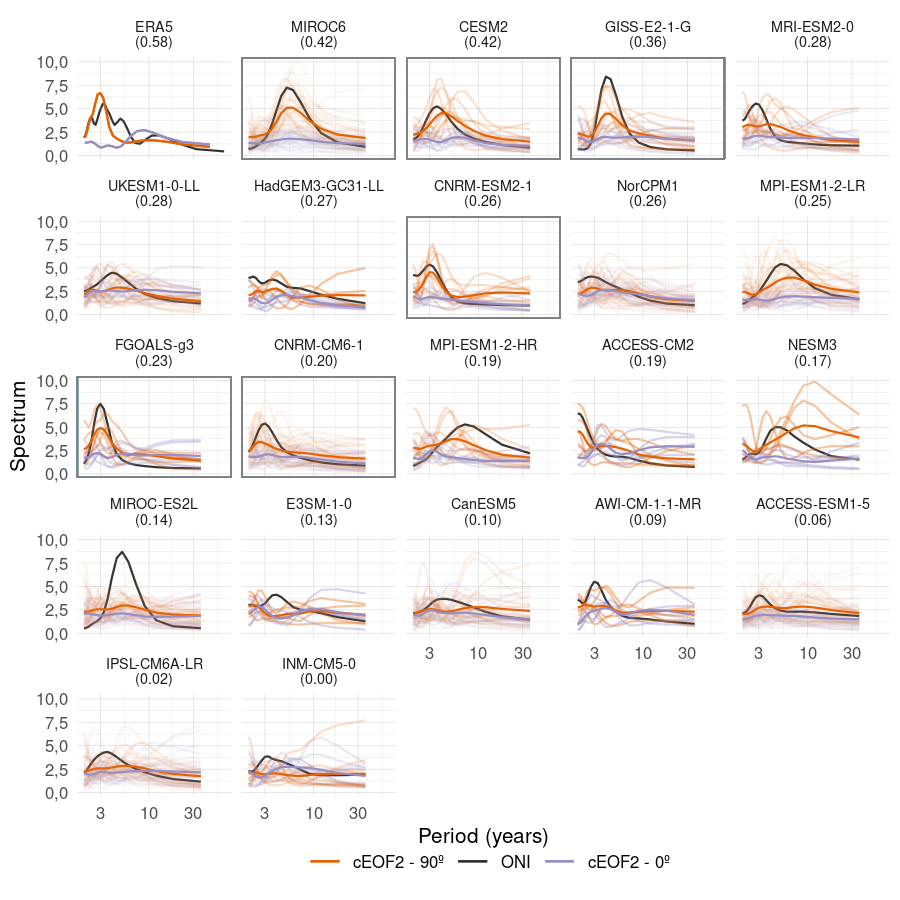 ERA5
(0.58)
MIROC6
(0.42)
CESM2
(0.42)
GISS-E2-1-G
(0.36)
MRI-ESM2-0
(0.28)
10,0
7,5
5,0
2,5
0,0
UKESM1-0-LL
(0.28)
HadGEM3-GC31-LL
(0.27)
CNRM-ESM2-1
(0.26)
NorCPM1
(0.26)
MPI-ESM1-2-LR
(0.25)
10,0
7,5
5,0
2,5
0,0
FGOALS-g3
(0.23)
CNRM-CM6-1
(0.20)
MPI-ESM1-2-HR
(0.19)
ACCESS-CM2
(0.19)
NESM3
(0.17)
10,0
7,5
5,0
2,5
0,0
Spectrum
MIROC-ES2L
(0.14)
E3SM-1-0
(0.13)
CanESM5
(0.10)
AWI-CM-1-1-MR
(0.09)
ACCESS-ESM1-5
(0.06)
10,0
7,5
5,0
2,5
0,0
3 10 30
3 10 30
3 10 30
IPSL-CM6A-LR
(0.02)
INM-CM5-0
(0.00)
10,0
7,5
5,0
2,5
0,0
3 10 30
3 10 30
Period (years)
cEOF2 - 90º
ONI
cEOF2 - 0º